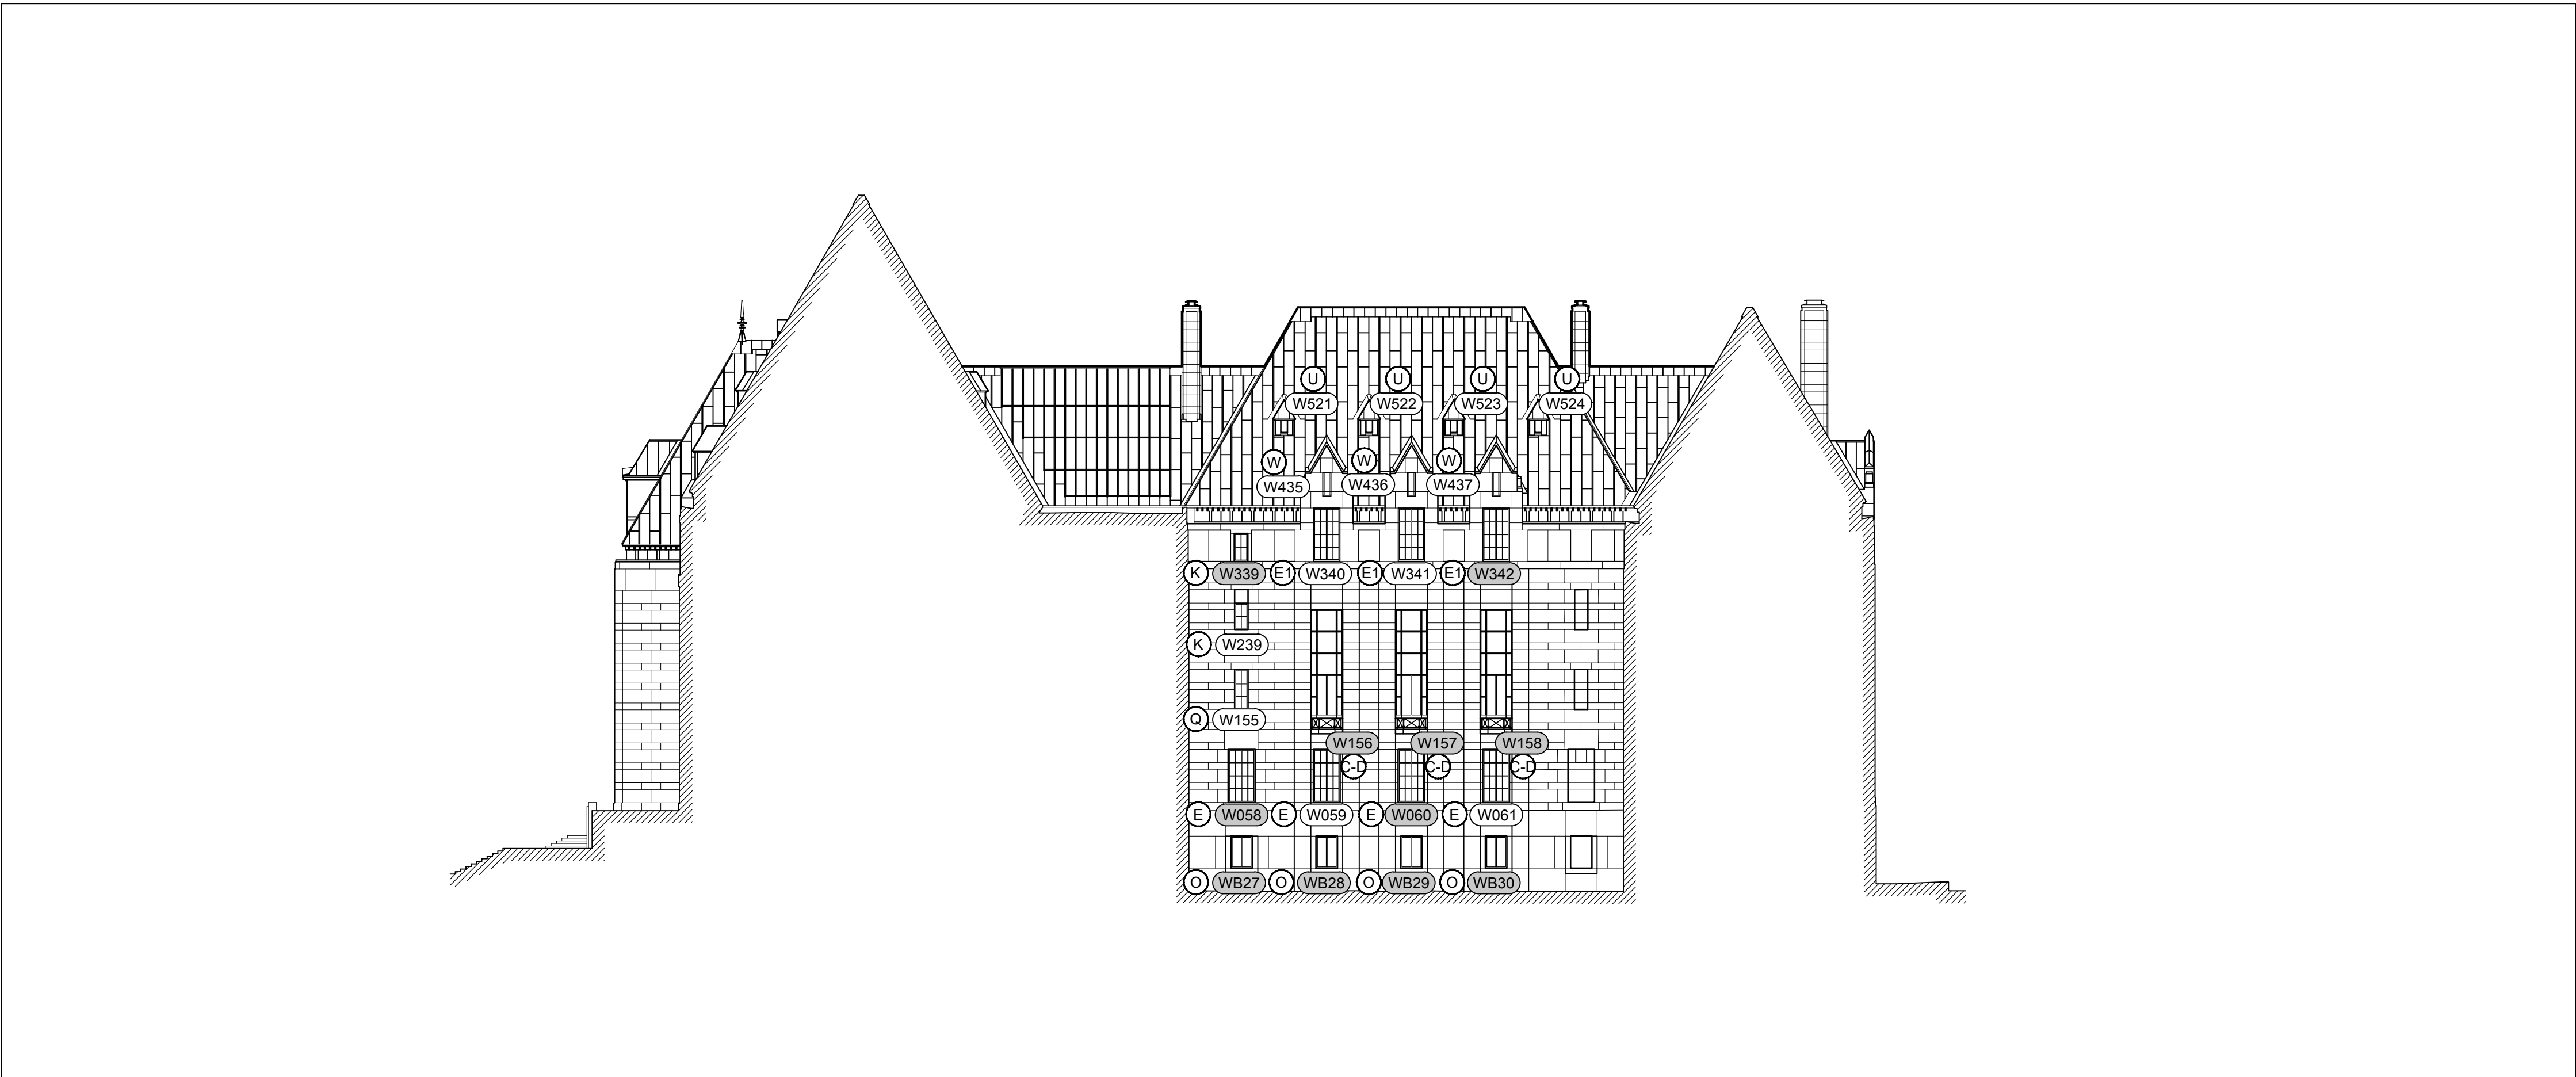 U U U U
W521 W522 W523 W524
W W W
W435 W436 W437
K W339 E1 W340 E1 W341 E1 W342
K W239
Q W155
W156 W157 W158
C-D C-D C-D
E W058 E W059 E W060 E W061
O WB27 O WB28 O WB29 O WB30